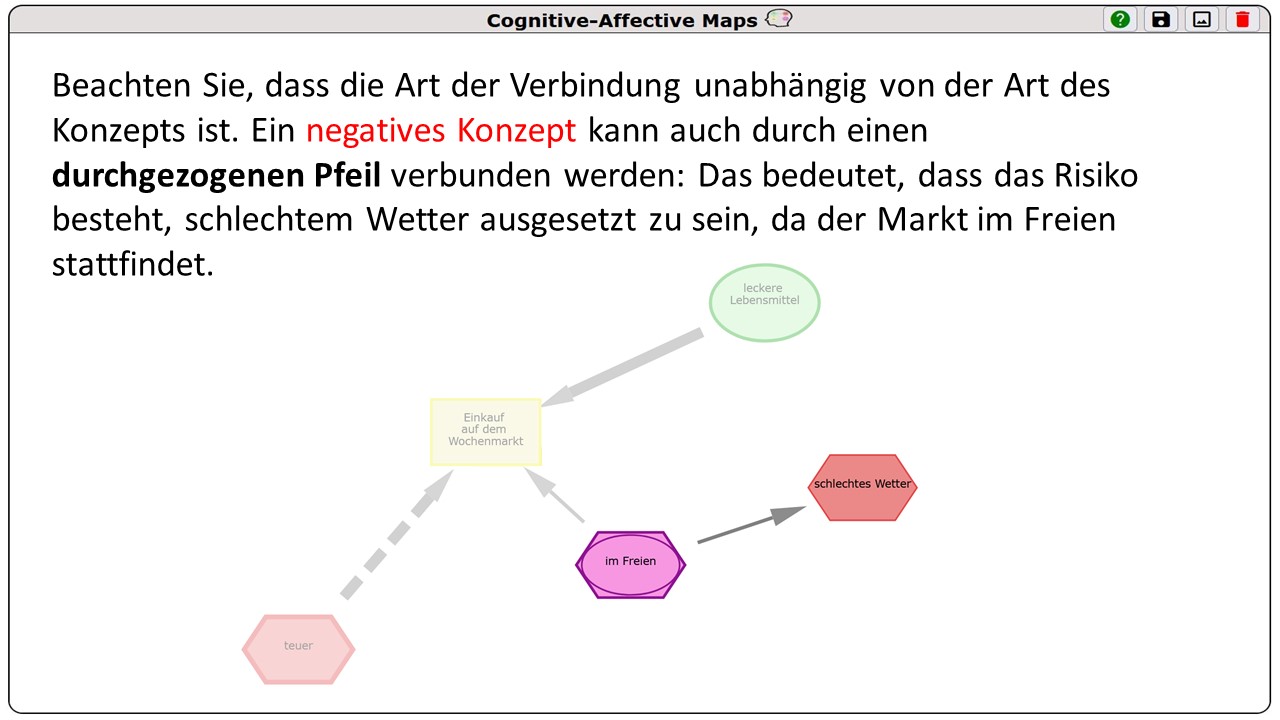 Cognitive-Affective Maps
Beachten Sie, dass die Art der Verbindung unabhängig von der Art des
Konzepts ist. Ein negatives Konzept kann auch durch einen
durchgezogenen Pfeil verbunden werden: Das bedeutet, dass das Risiko
besteht, schlechtem Wetter ausgesetzt zu sein, da der Markt im Freien
stattfindet.
leckere
Lebensmittel
Einkauf
auf dem
Wochenmarkt
schlechtes Wetter
im Freien
teuer